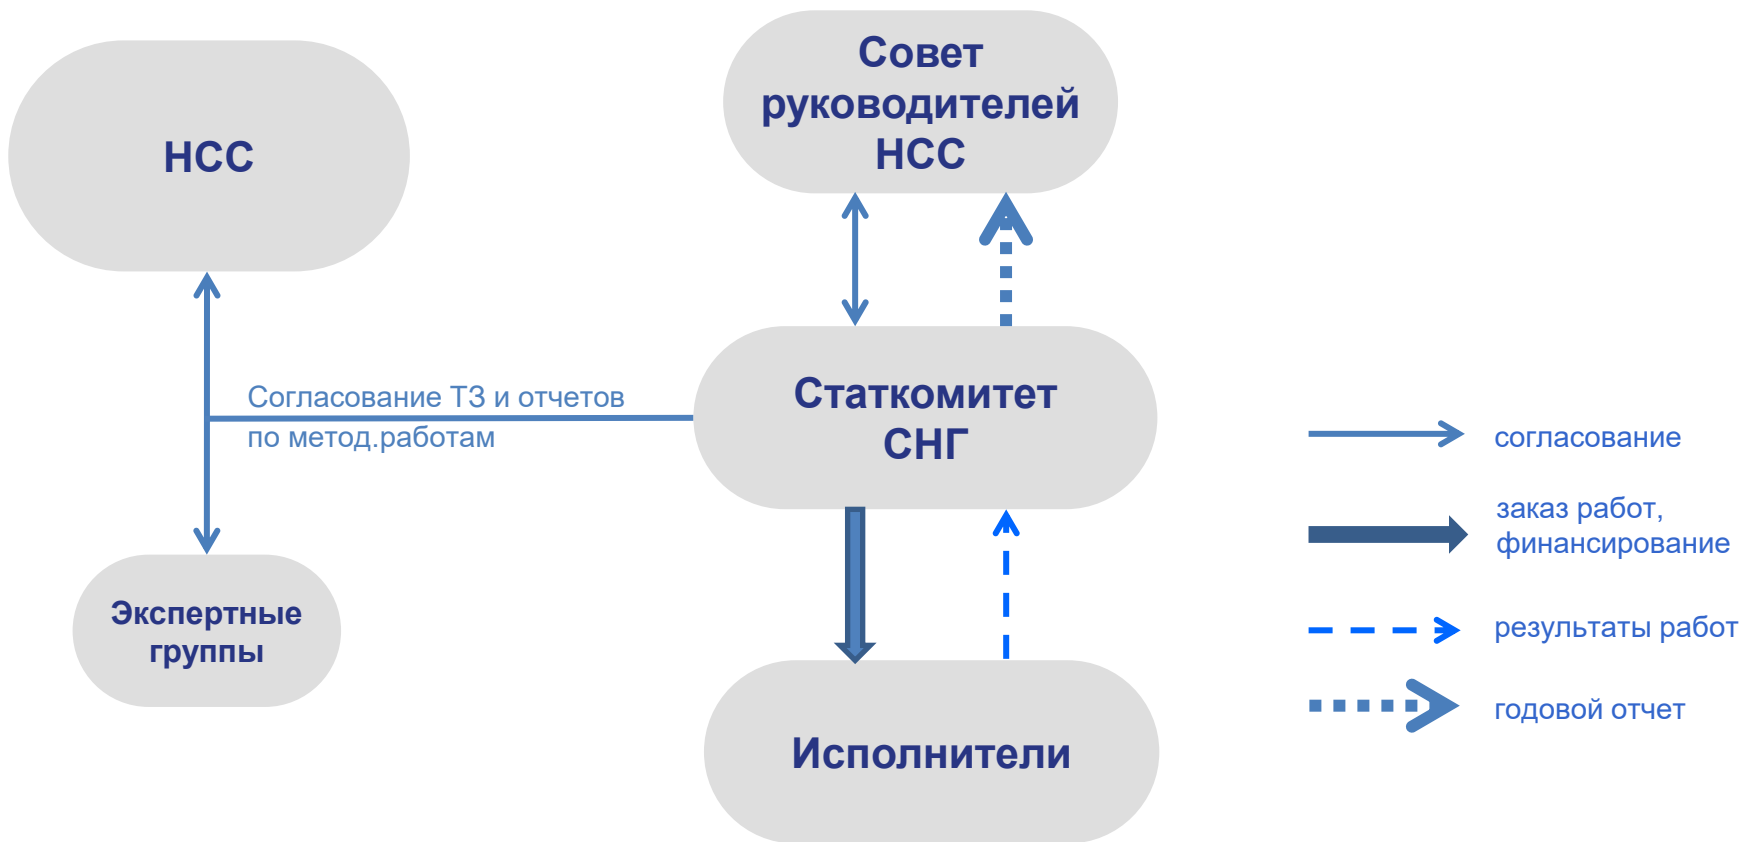 НСС
Совет
руководителей
НСС
Согласование ТЗ и отчетов
по метод.работам
Статкомитет
СНГ
Экспертные
группы
Исполнители
согласование
заказ работ,
финансирование
результаты работ
годовой отчет